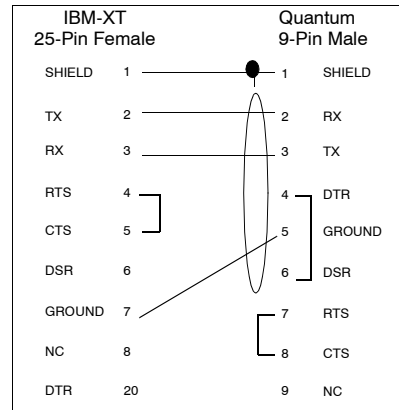 IBM-XT Quantum
25-Pin Female 9-Pin Male
SHIELD 1 1 SHIELD
TX 2 2 RX
RX 3 3 TX
RTS 4 4 DTR
CTS 5 5 GROUND
DSR 6 6 DSR
GROUND 7 7 RTS
NC 8 8 CTS
DTR 20 9 NC